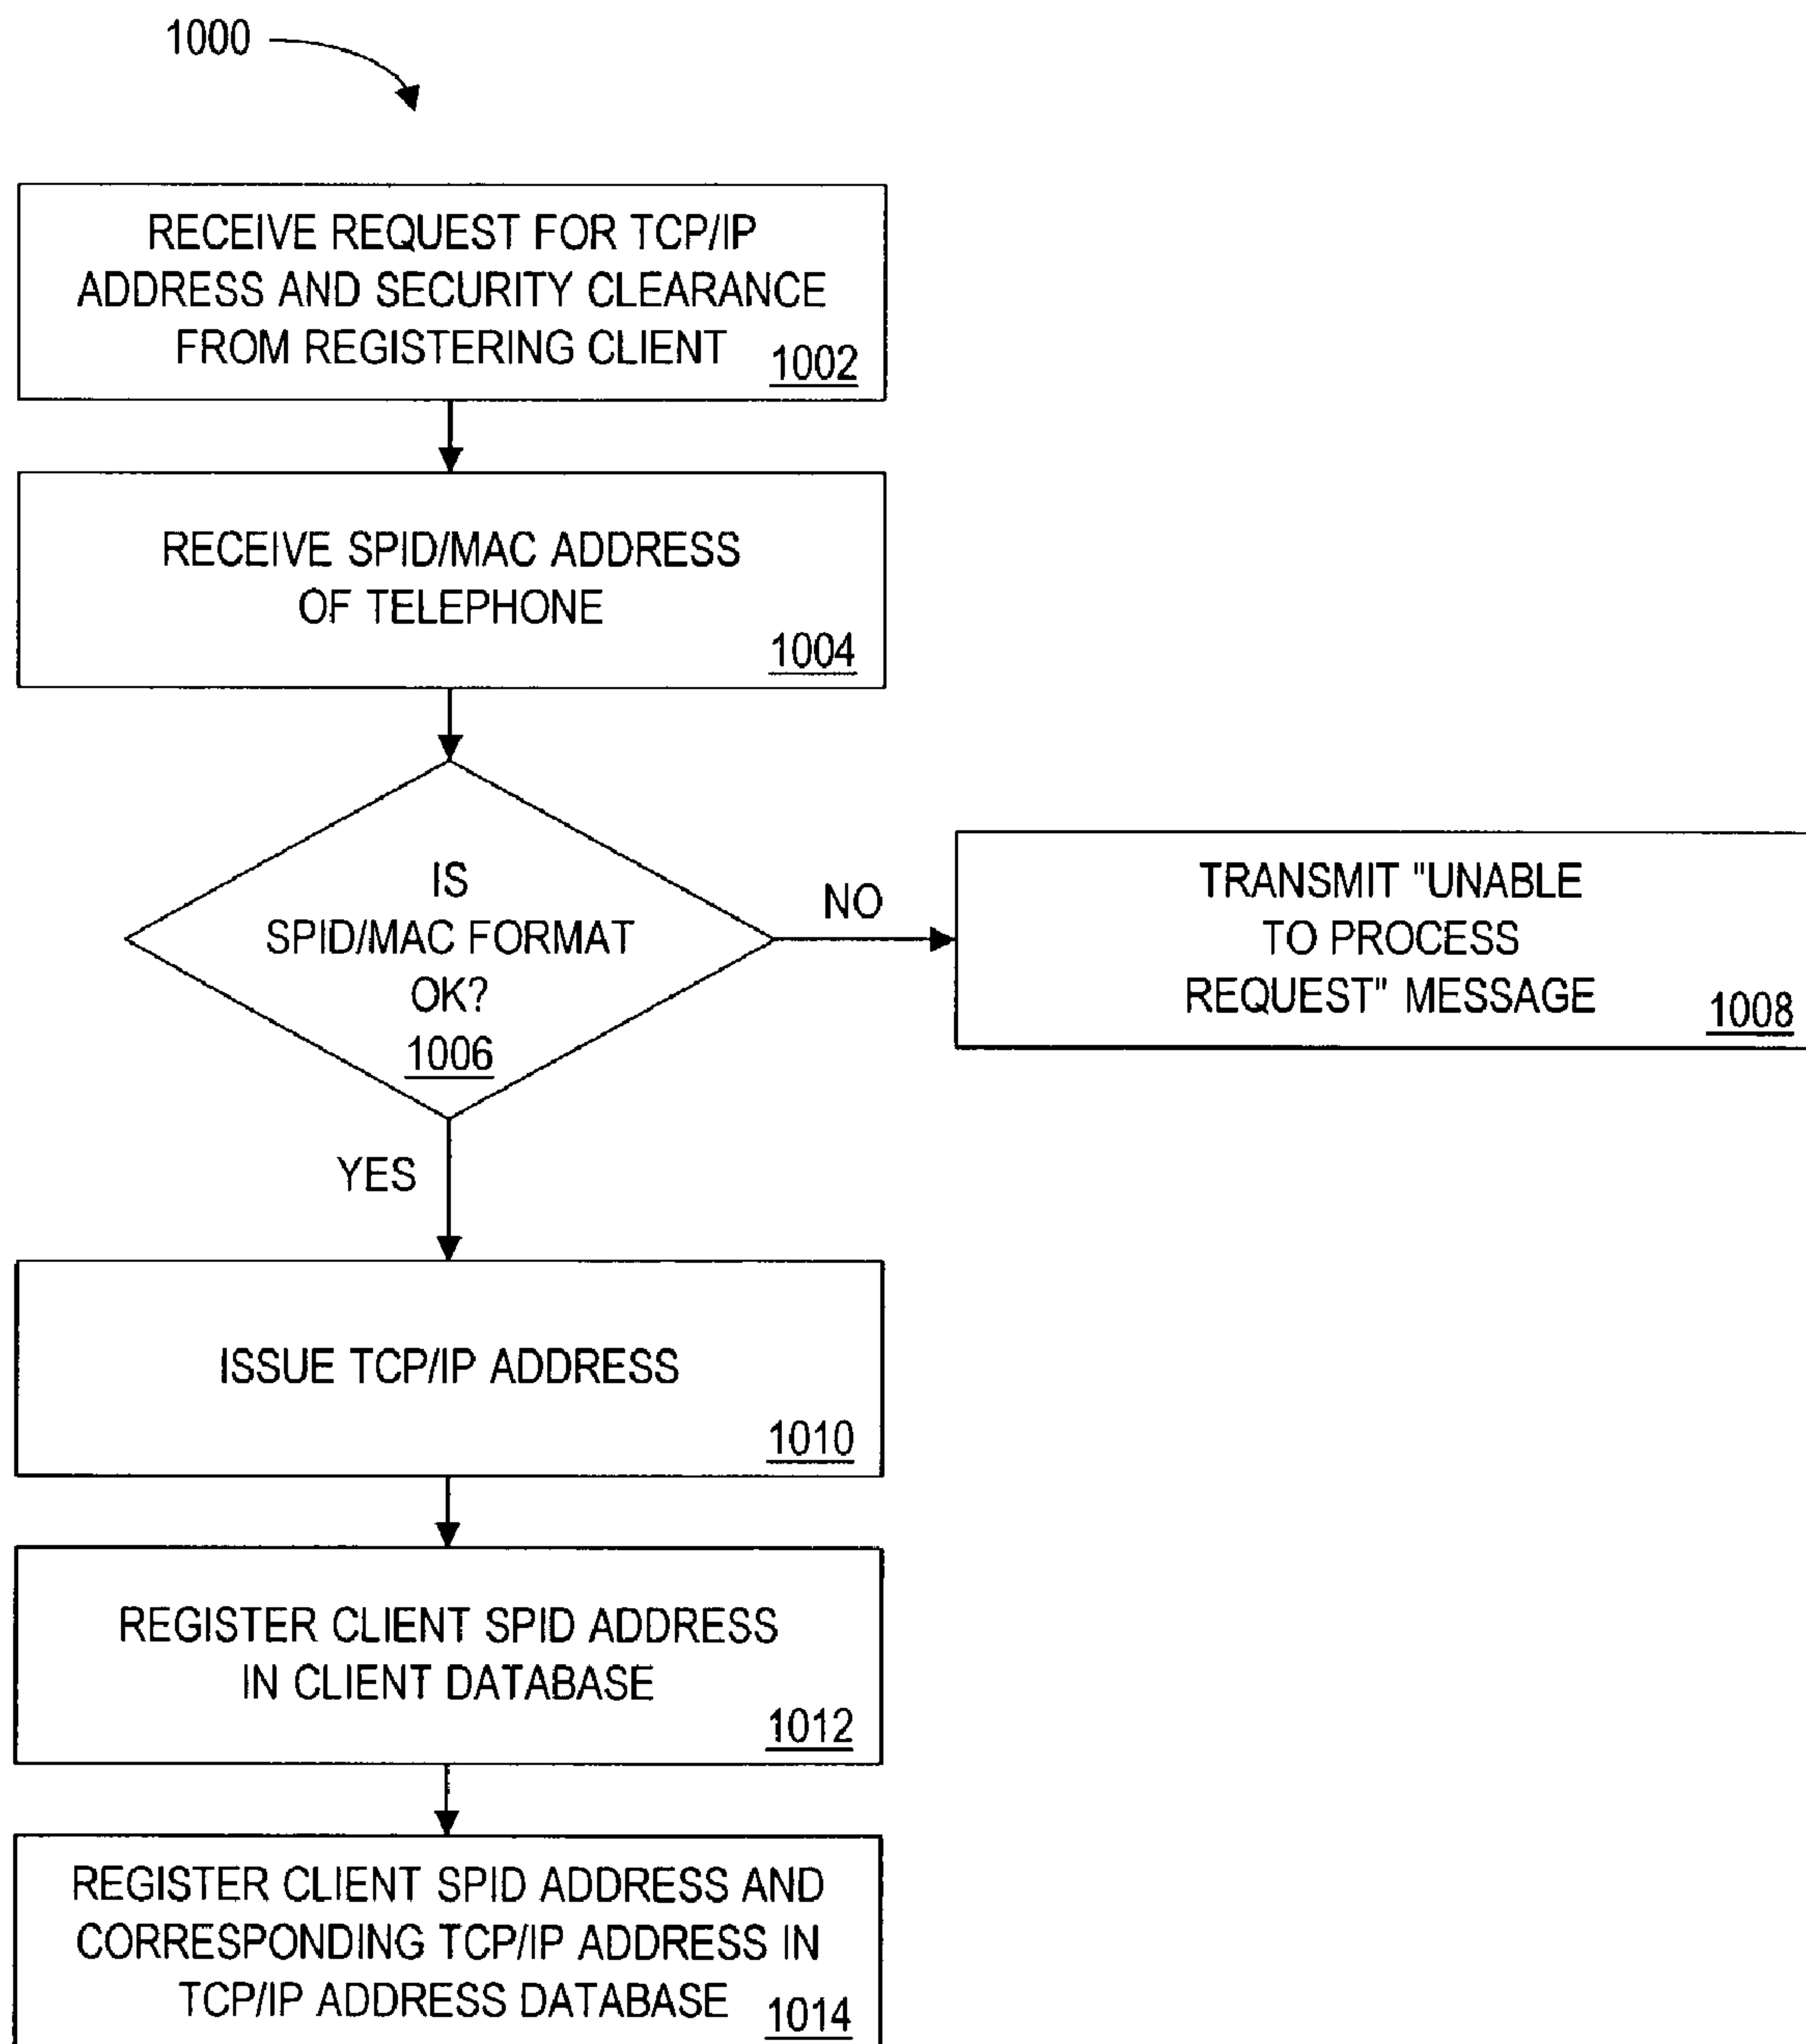 1000
RECEIVE REQUEST FOR TCP/IP
ADDRESS AND SECURITY CLEARANCE
FROM REGISTERING CLIENT
1002
RECEIVE SPID/MAC ADDRESS
OF TELEPHONE
1004
IS
SPID/MAC FORMAT
OK?
1006
NO
TRANSMIT "UNABLE
TO PROCESS
REQUEST" MESSAGE
1008
YES
ISSUE TCP/IP ADDRESS
1010
REGISTER CLIENT SPID ADDRESS
IN CLIENT DATABASE
1012
REGISTER CLIENT SPID ADDRESS AND
CORRESPONDING TCP/IP ADDRESS IN
TCP/IP ADDRESS DATABASE
1014